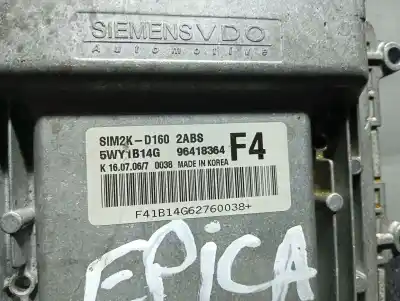 SIEMENS VDO
Automotive
SIM2K-D160 2ABS
5WY1B14G 96418364 F4
K 16.07.06/7 0038 MADE IN KOREA
F41B14G62760038+
EPICA